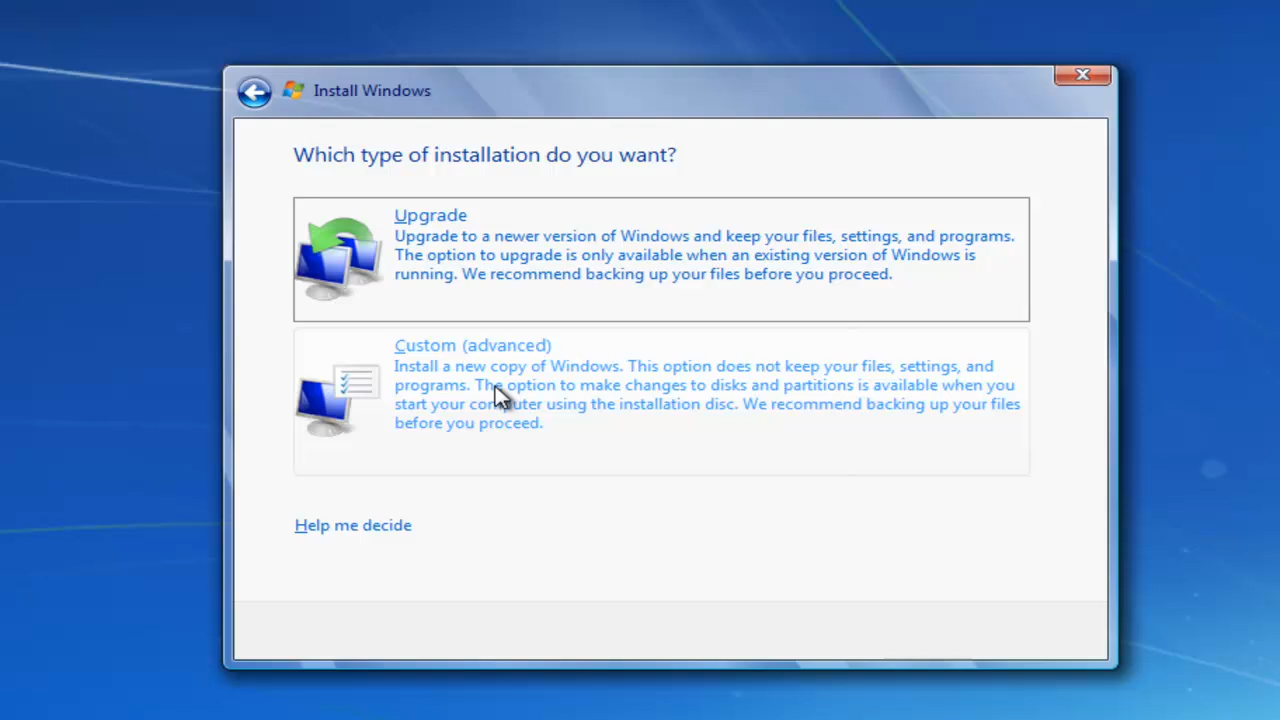 Install Windows
Which type of installation do you want?
Upgrade
Upgrade to a newer version of Windows and keep your files, settings, and programs.
The option to upgrade is only available when an existing version of Windows is
running. We recommend backing up your files before you proceed.
Custom (advanced)
Install a new copy of Windows. This option does not keep your files, settings, and
programs. The option to make changes to disks and partitions is available when you
start your computer using the installation disc. We recommend backing up your files
before you proceed.
Help me decide